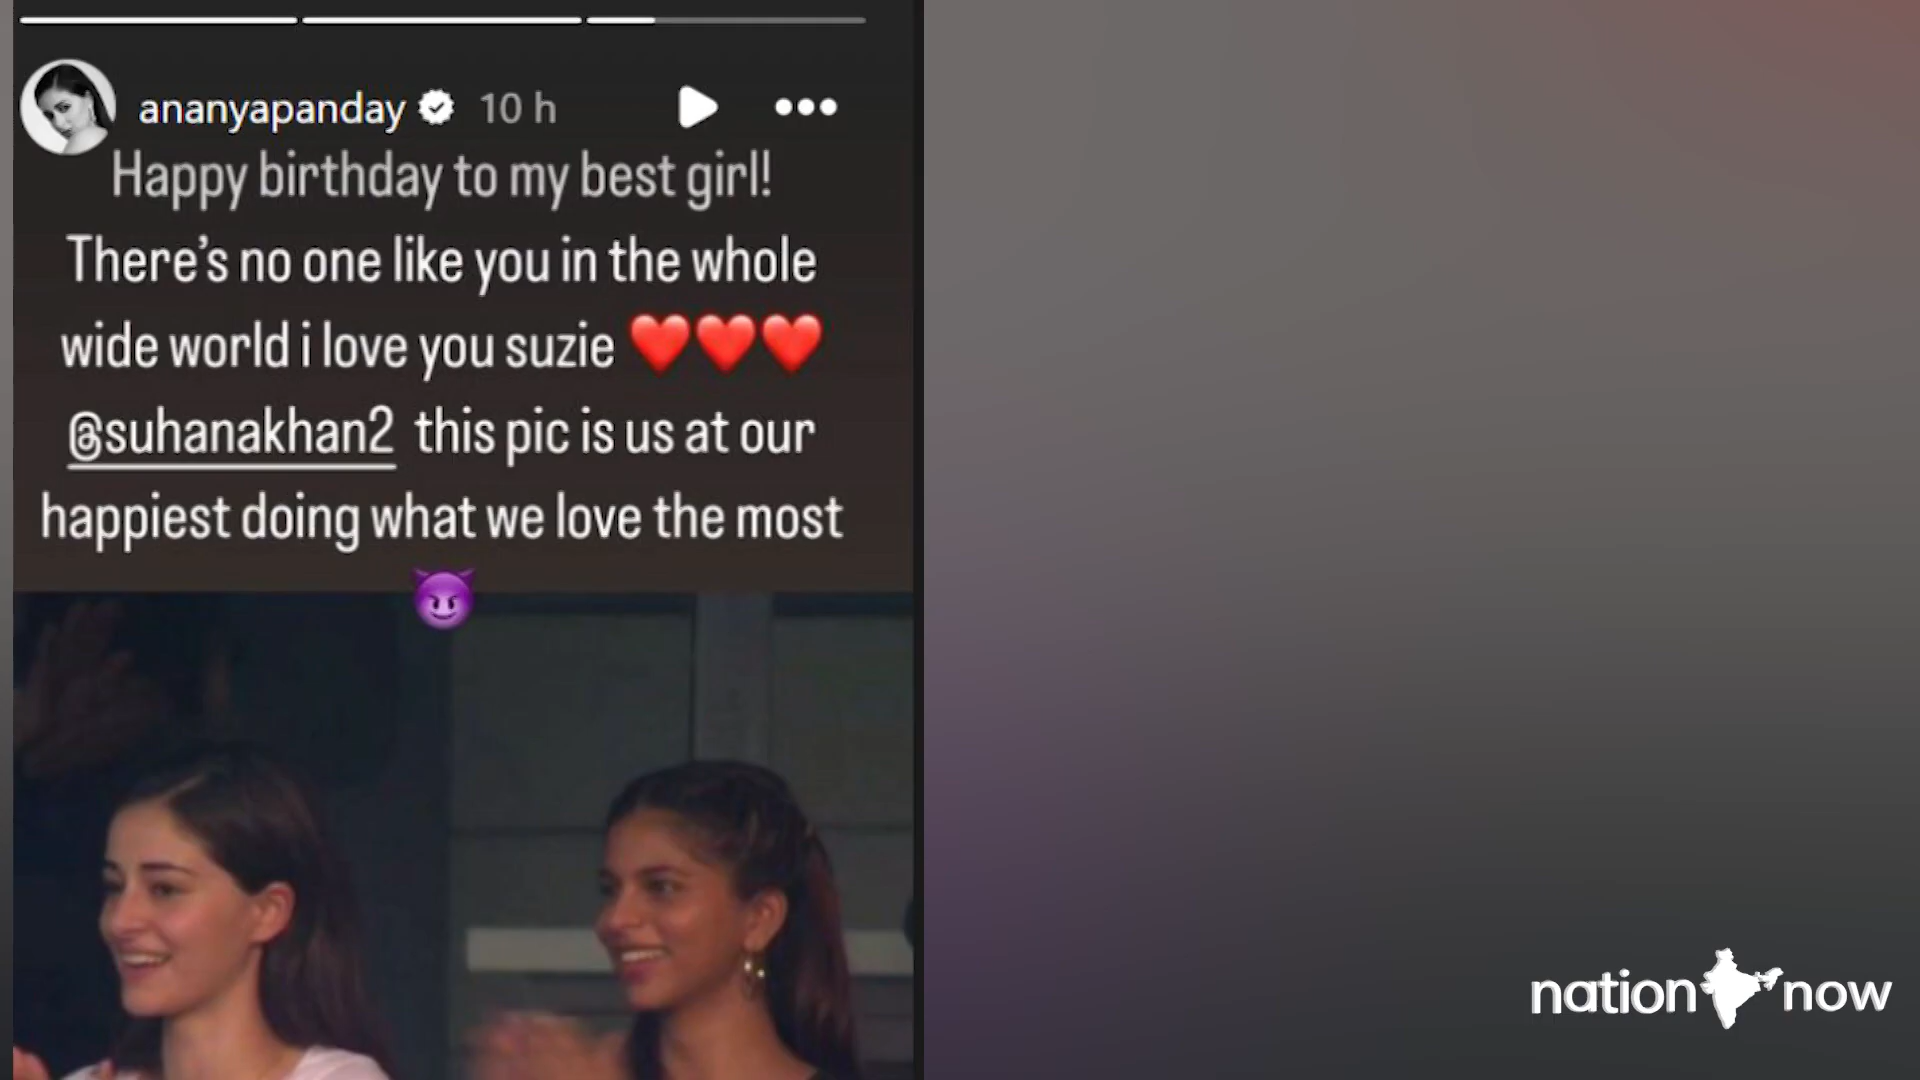 ananyapanday 10 h
Happy birthday to my best girl!
There's no one like you in the whole
wide world i love you suzie ❤️❤️❤️
@suhanakhan2 this pic is us at our
happiest doing what we love the most
😈
nation now